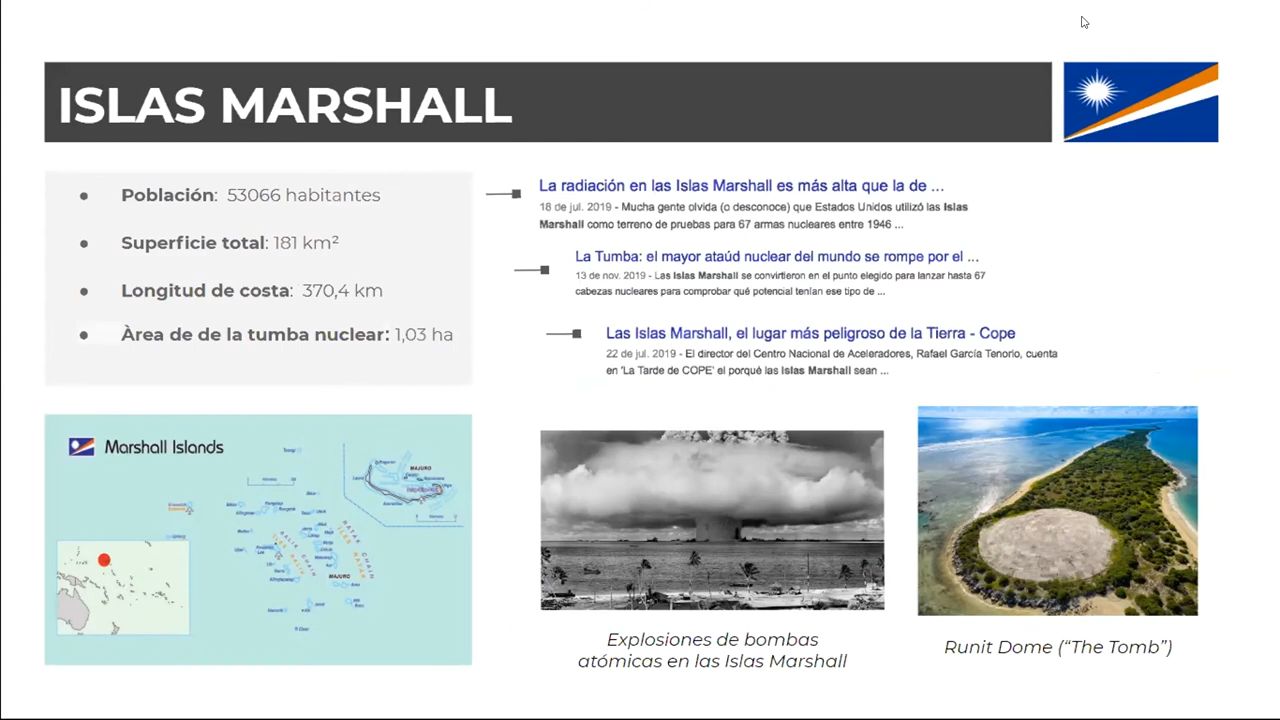 ISLAS MARSHALL
● Población: 53066 habitantes
● Superficie total: 181 km²
● Longitud de costa: 370,4 km
● Àrea de de la tumba nuclear: 1,03 ha
La radiación en las Islas Marshall es más alta que la de ...
18 de jul. 2019 - Mucha gente olvida (o desconoce) que Estados Unidos utilizó las Islas
Marshall como terreno de pruebas para 67 armas nucleares entre 1946 ...
La Tumba: el mayor ataúd nuclear del mundo se rompe por el ...
13 de nov. 2019 - Las Islas Marshall se convirtieron en el punto elegido para lanzar hasta 67
cabezas nucleares para comprobar qué potencial tenían ese tipo de ...
Las Islas Marshall, el lugar más peligroso de la Tierra - Cope
22 de jul. 2019 - El director del Centro Nacional de Aceleradores, Rafael García Tenorio, cuenta
en 'La Tarde de COPE' el porqué las Islas Marshall sean ...
Marshall Islands
MAJURO
MAJURO
Explosiones de bombas
atómicas en las Islas Marshall
Runit Dome (“The Tomb”)